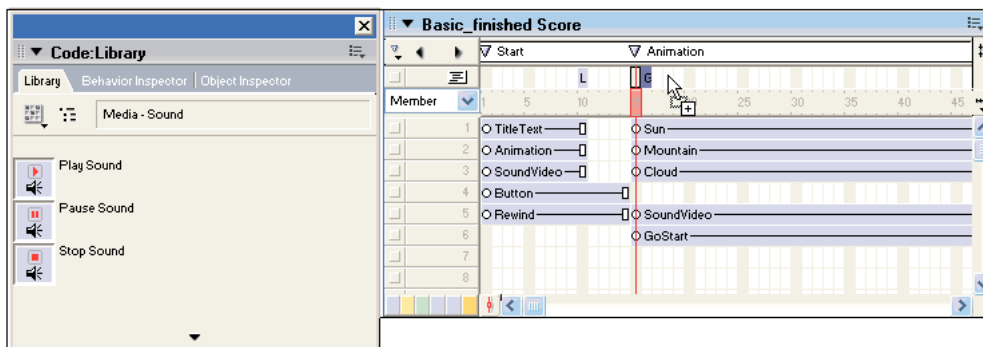 Code:Library
Library Behavior Inspector Object Inspector
Media - Sound
Play Sound
Pause Sound
Stop Sound
Basic_finished Score
Start Animation
L G
Member 1 5 10 25 30 35 40 45
1 TitleText Sun
2 Animation Mountain
3 SoundVideo Cloud
4 Button
5 Rewind SoundVideo
6 GoStart
7
8